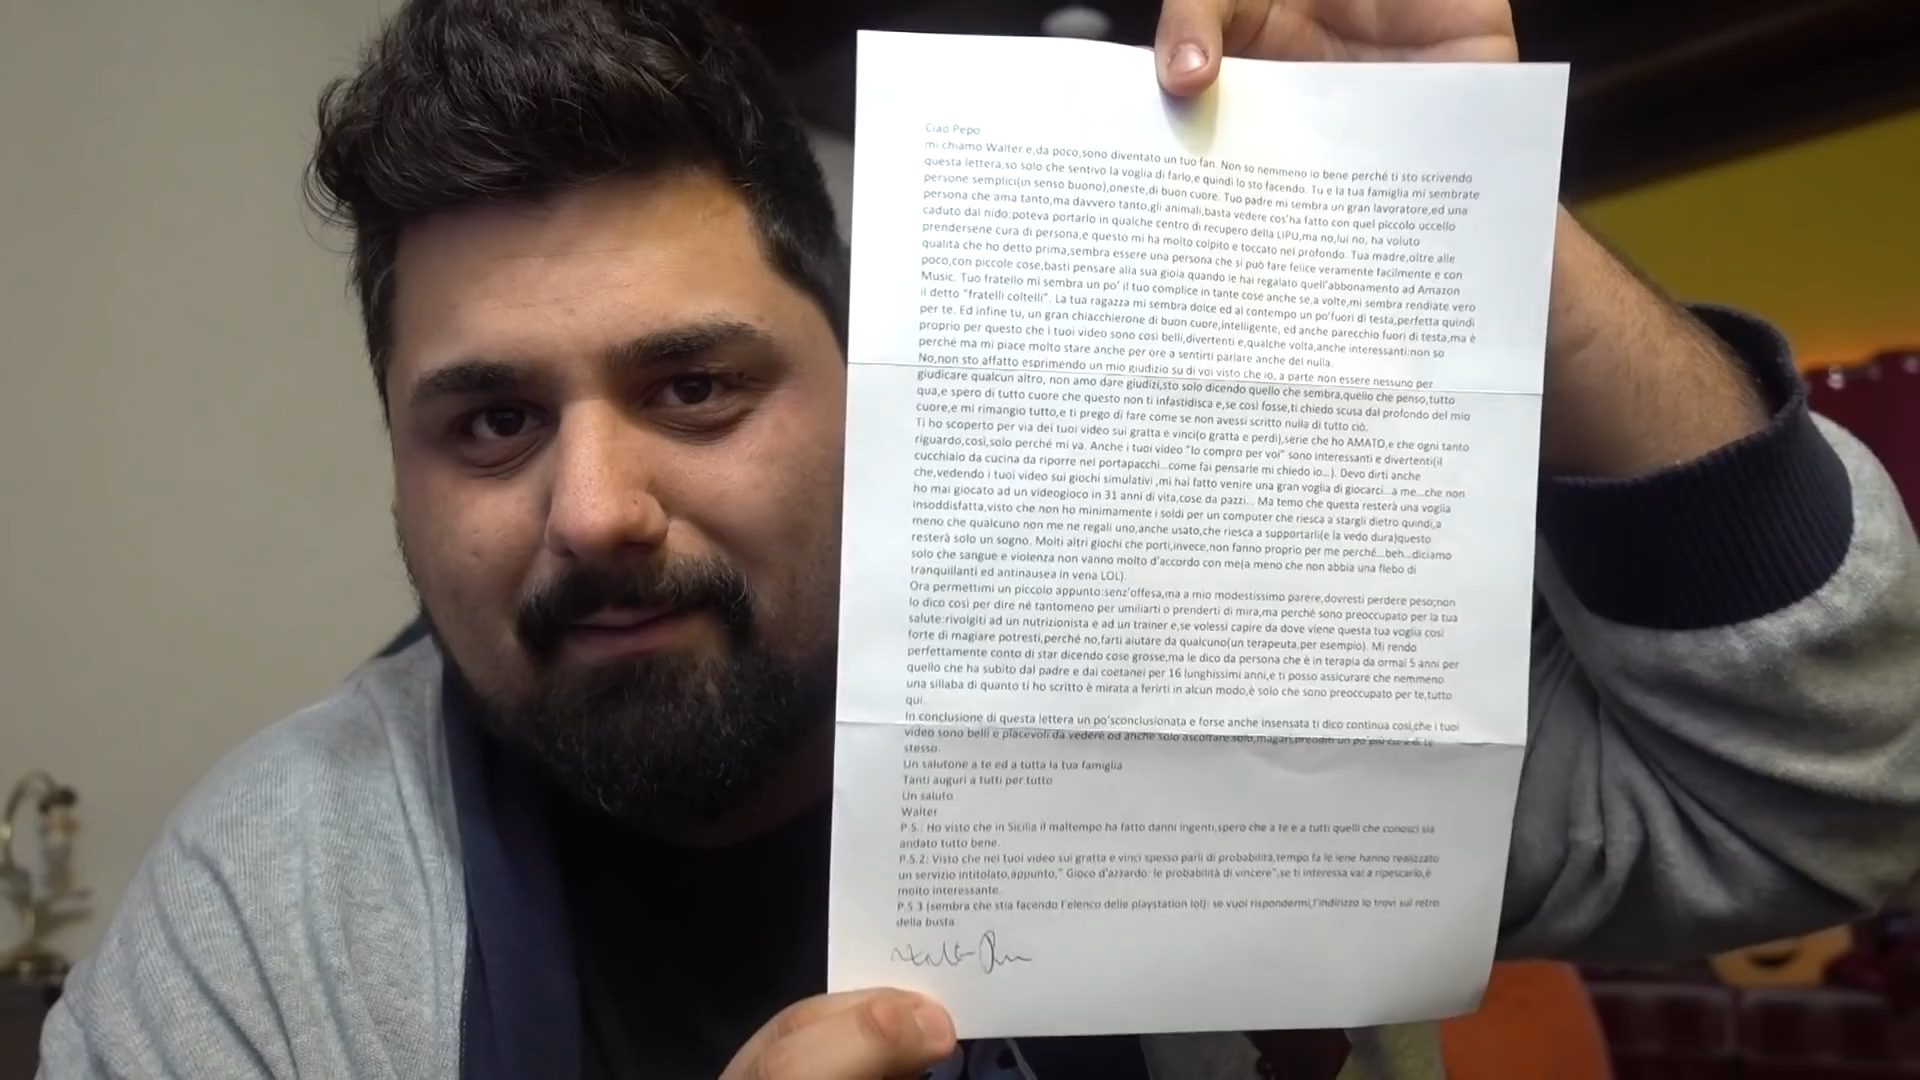 Ciao Pepo
mi chiamo Walter e,da poco,sono diventato un tuo fan. Non so nemmeno io bene perché ti sto scrivendo
questa lettera,so solo che sentivo la voglia di farlo,e quindi lo sto facendo. Tu e la tua famiglia mi sembrate
persone semplici(in senso buono),oneste,di buon cuore. Tuo padre mi sembra un gran lavoratore,ed una
persona che ama tanto,ma davvero tanto,gli animali,basta vedere cos'ha fatto con quel piccolo uccello
caduto dal nido:poteva portarlo in qualche centro di recupero della LIPU,ma no,lui no, ha voluto
prendersene cura di persona,e questo mi ha molto colpito e toccato nel profondo. Tua madre,oltre alle
qualità che ho detto prima,sembra essere una persona che si può fare felice veramente facilmente e con
poco,con piccole cose,basti pensare alla sua gioia quando le hai regalato quell'abbonamento ad Amazon
Music. Tuo fratello mi sembra un po' il tuo complice in tante cose anche se,a volte,mi sembra rendiate vero
il detto "fratelli coltelli". La tua ragazza mi sembra dolce ed al contempo un po'fuori di testa,perfetta quindi
per te. Ed infine tu, un gran chiacchierone di buon cuore,intelligente, ed anche parecchio fuori di testa,ma è
proprio per questo che i tuoi video sono così belli,divertenti e,qualche volta,anche interessanti:non so
perché ma mi piace molto stare anche per ore a sentirti parlare anche del nulla.
No,non sto affatto esprimendo un mio giudizio su di voi visto che io, a parte non essere nessuno per
giudicare qualcun altro, non amo dare giudizi,sto solo dicendo quello che sembra,quello che penso,tutto
qua,e spero di tutto cuore che questo non ti infastidisca e,se così fosse,ti chiedo scusa dal profondo del mio
cuore,e mi rimangio tutto,e ti prego di fare come se non avessi scritto nulla di tutto ciò.
Ti ho scoperto per via dei tuoi video sui gratta e vinci(o gratta e perdi),serie che ho AMATO,e che ogni tanto
riguardo,così,solo perché mi va. Anche i tuoi video "lo compro per voi" sono interessanti e divertenti(il
cucchiaio da cucina da riporre nel portapacchi...come fai pensarle mi chiedo io...). Devo dirti anche
che,vedendo i tuoi video sui giochi simulativi ,mi hai fatto venire una gran voglia di giocarci...a me...che non
ho mai giocato ad un videogioco in 31 anni di vita,cose da pazzi... Ma temo che questa resterà una voglia
insoddisfatta,visto che non ho minimamente i soldi per un computer che riesca a stargli dietro quindi,a
meno che qualcuno non me ne regali uno,anche usato,che riesca a supportarli(e la vedo dura)questo
resterà solo un sogno. Molti altri giochi che porti,invece,non fanno proprio per me perché...beh...diciamo
solo che sangue e violenza non vanno molto d'accordo con me(a meno che non abbia una flebo di
tranquillanti ed antinausea in vena LOL).
Ora permettimi un piccolo appunto:senz'offesa,ma a mio modestissimo parere,dovresti perdere peso;non
lo dico così per dire né tantomeno per umiliarti o prenderti di mira,ma perché sono preoccupato per la tua
salute:rivolgiti ad un nutrizionista e ad un trainer e,se volessi capire da dove viene questa tua voglia così
forte di magiare potresti,perché no,farti aiutare da qualcuno(un terapeuta,per esempio). Mi rendo
perfettamente conto di star dicendo cose grosse,ma le dico da persona che è in terapia da ormai 5 anni per
quello che ha subito dal padre e dai coetanei per 16 lunghissimi anni,e ti posso assicurare che nemmeno
una sillaba di quanto ti ho scritto è mirata a ferirti in alcun modo,è solo che sono preoccupato per te,tutto
qui.
In conclusione di questa lettera un po'sconclusionata e forse anche insensata ti dico continua così,che i tuoi
video sono belli e piacevoli da vedere od anche solo ascoltare,solo,magari,prenditi un po'più cura di te
stesso.
Un salutone a te ed a tutta la tua famiglia
Tanti auguri a tutti per tutto
Un saluto
Walter
P.S.: Ho visto che in Sicilia il maltempo ha fatto danni ingenti,spero che a te e a tutti quelli che conosci sia
andato tutto bene.
P.S.2: Visto che nei tuoi video sui gratta e vinci spesso parli di probabilità,tempo fa le iene hanno realizzato
un servizio intitolato,appunto," Gioco d'azzardo: le probabilità di vincere",se ti interessa vai a ripescarlo,è
molto interessante.
P.S.3 (sembra che stia facendo l'elenco delle playstation lol): se vuoi rispondermi,l'indirizzo lo trovi sul retro
della busta.